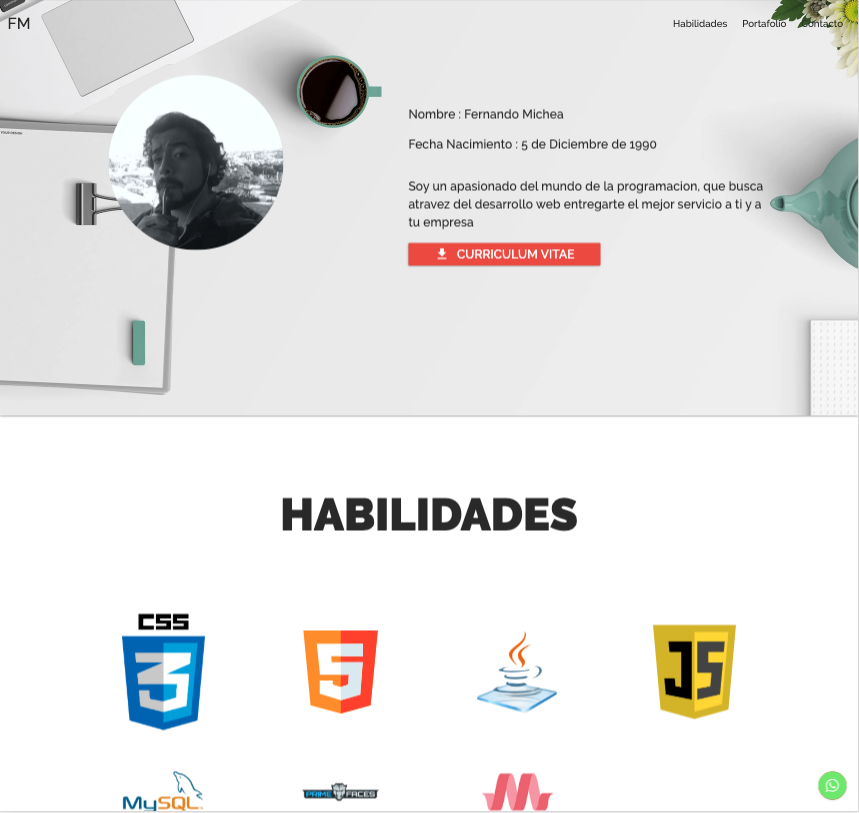 FM
Habilidades Portafolio Contacto
YOUR DESIGN
Nombre : Fernando Michea
Fecha Nacimiento : 5 de Diciembre de 1990
Soy un apasionado del mundo de la programacion, que busca
atravez del desarrollo web entregarte el mejor servicio a ti y a
tu empresa
CURRICULUM VITAE
HABILIDADES
CSS
3
5
JS
MySQL
PRIME FACES